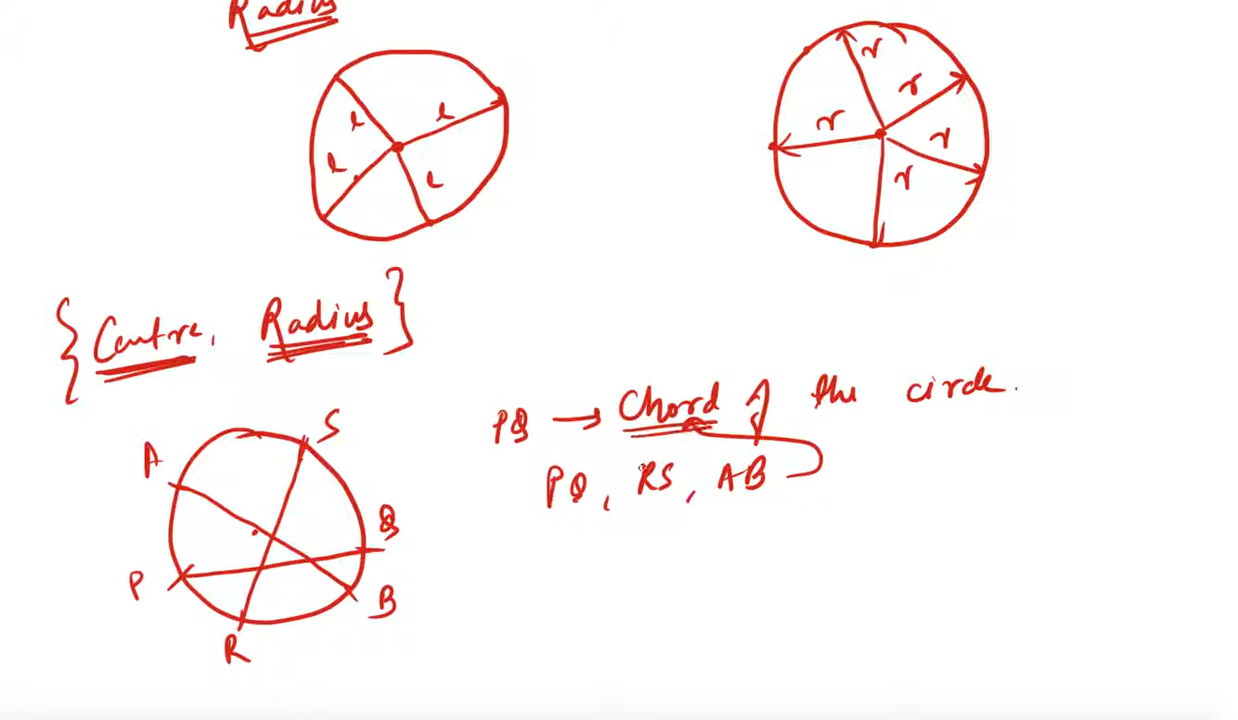 Radius
l l l l
r r r r r
{ Centre, Radius }
PQ → Chord of the circle.
PQ, RS, AB
S
A
Q
P
B
R